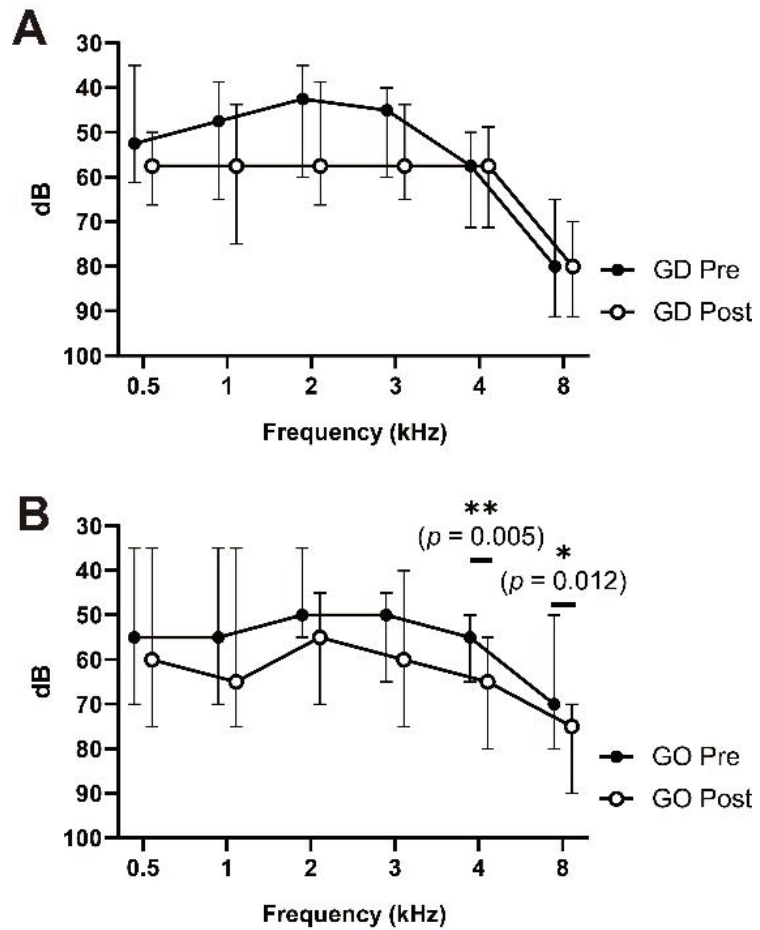 A
30
40
50
60
70
80
90
100
dB
0.5 1 2 3 4 8
Frequency (kHz)
GD Pre
GD Post
B
30
40
50
60
70
80
90
100
dB
**
(p = 0.005)
*
(p = 0.012)
0.5 1 2 3 4 8
Frequency (kHz)
GO Pre
GO Post